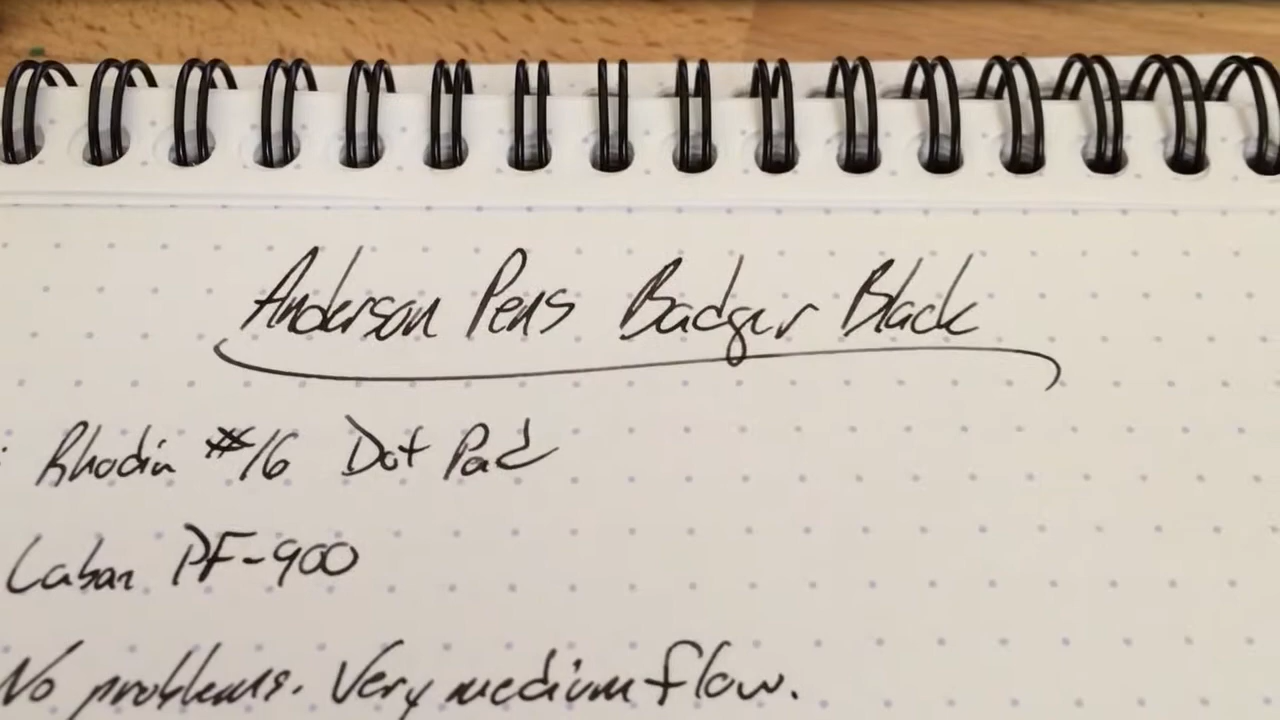 Anderson Pens Badger Black
: Rhodia #16 Dot Pad
Laban PF-900
No problems. Very medium flow.